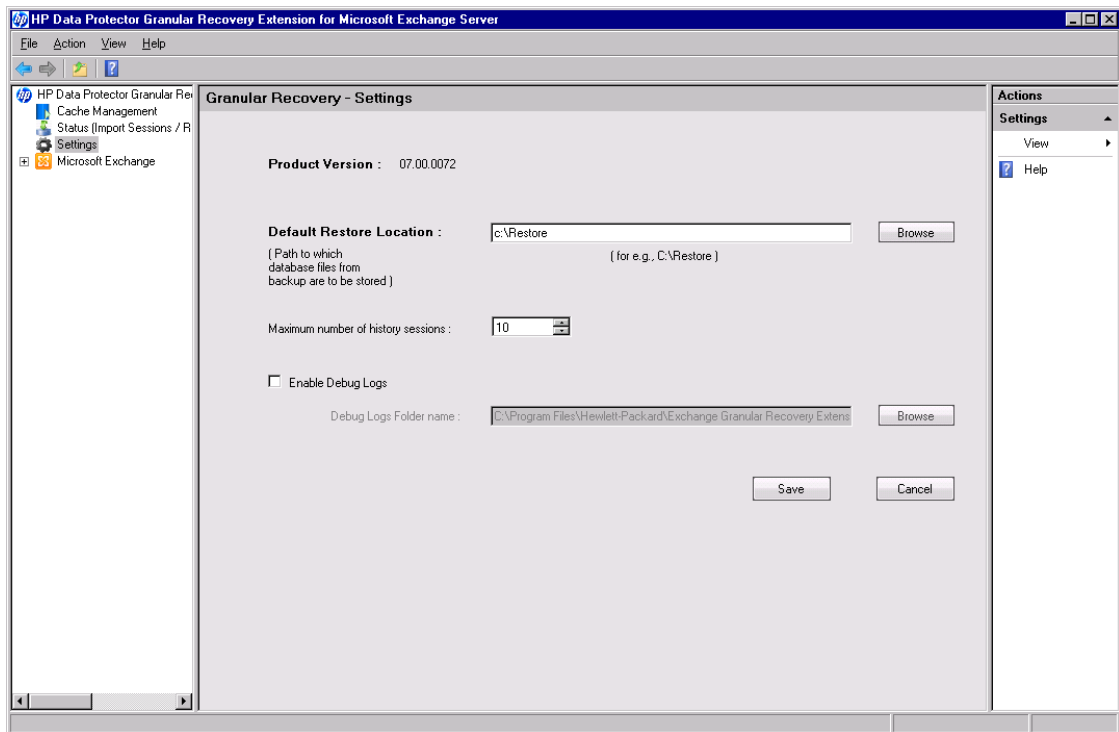 HP Data Protector Granular Recovery Extension for Microsoft Exchange Server
File Action View Help
HP Data Protector Granular Re
Cache Management
Status (Import Sessions / R
Settings
Microsoft Exchange
Granular Recovery - Settings
Product Version : 07.00.0072
Default Restore Location : c:\Restore Browse
( Path to which
database files from
backup are to be stored )
( for e.g., C:\Restore )
Maximum number of history sessions : 10
Enable Debug Logs
Debug Logs Folder name : C:\Program Files\Hewlett-Packard\Exchange Granular Recovery Extens Browse
Save Cancel
Actions
Settings
View
Help